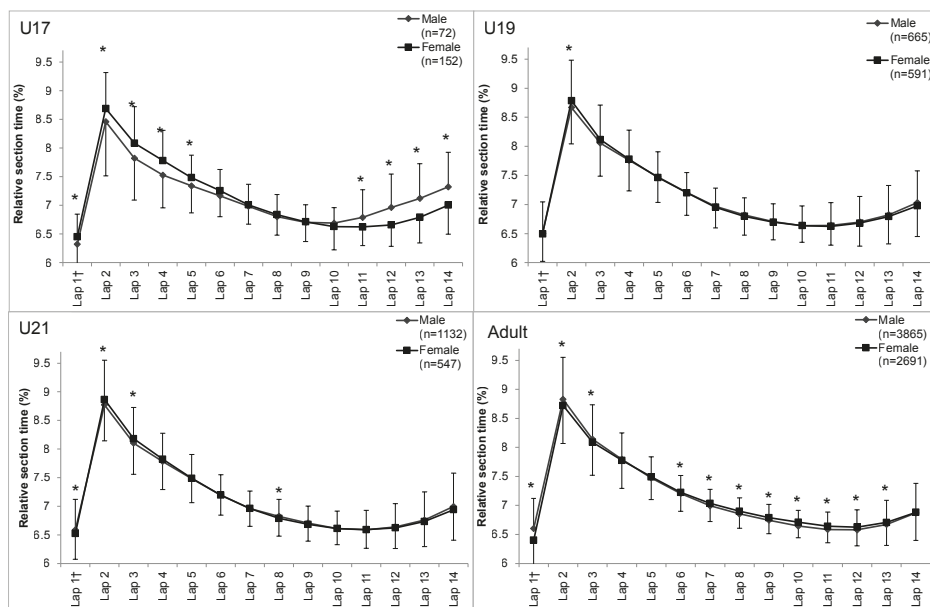 U17
Male
(n=72)
Female
(n=152)
Relative section time (%)
9.5
9
8.5
8
7.5
7
6.5
6
* * * * * * * * *
Lap 1† Lap 2 Lap 3 Lap 4 Lap 5 Lap 6 Lap 7 Lap 8 Lap 9 Lap 10 Lap 11 Lap 12 Lap 13 Lap 14
U19
Male
(n=665)
Female
(n=591)
Relative section time (%)
9.5
9
8.5
8
7.5
7
6.5
6
*
Lap 1† Lap 2 Lap 3 Lap 4 Lap 5 Lap 6 Lap 7 Lap 8 Lap 9 Lap 10 Lap 11 Lap 12 Lap 13 Lap 14
U21
Male
(n=1132)
Female
(n=547)
Relative section time (%)
9.5
9
8.5
8
7.5
7
6.5
6
* * * *
Lap 1† Lap 2 Lap 3 Lap 4 Lap 5 Lap 6 Lap 7 Lap 8 Lap 9 Lap 10 Lap 11 Lap 12 Lap 13 Lap 14
Adult
Male
(n=3865)
Female
(n=2691)
Relative section time (%)
9.5
9
8.5
8
7.5
7
6.5
6
* * * * * * * * * * *
Lap 1† Lap 2 Lap 3 Lap 4 Lap 5 Lap 6 Lap 7 Lap 8 Lap 9 Lap 10 Lap 11 Lap 12 Lap 13 Lap 14